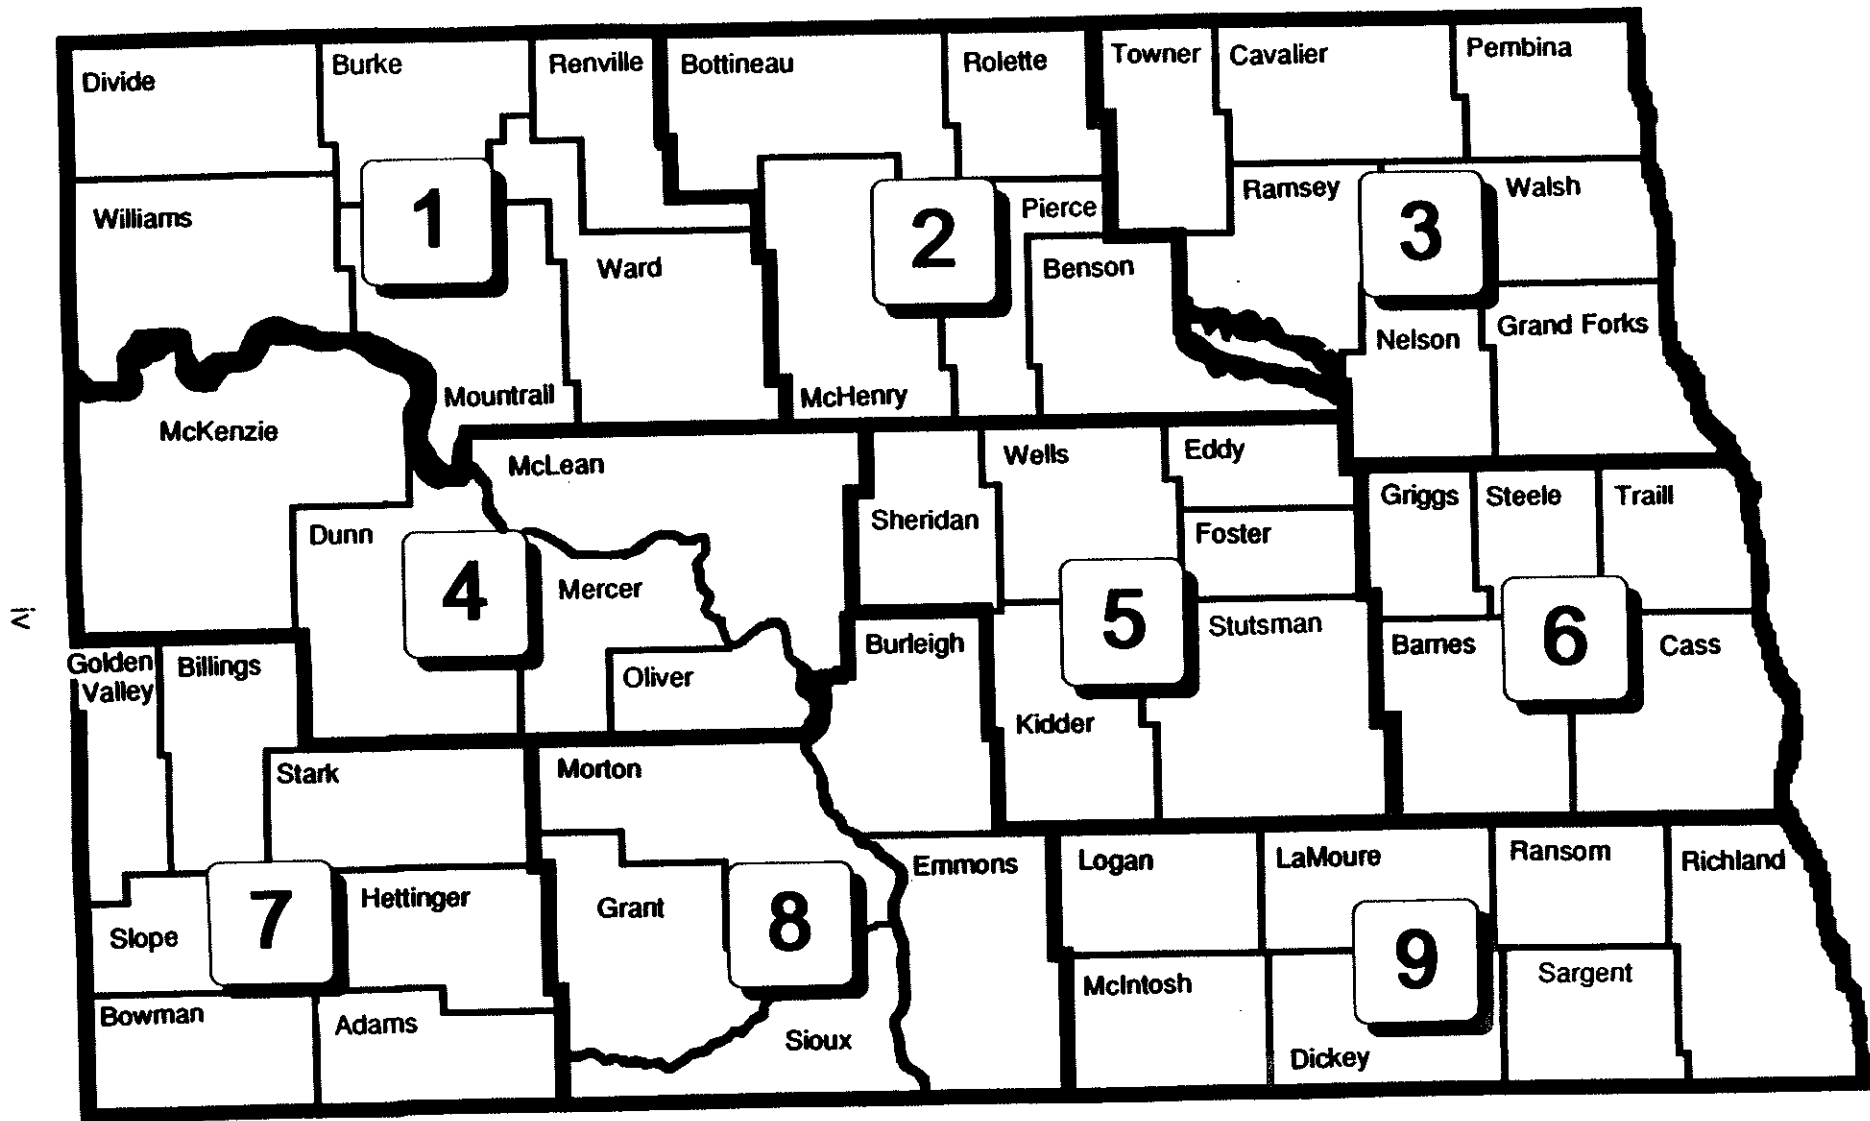 Divide
Burke
Renville
Bottineau
Rolette
Towner
Cavalier
Pembina
Williams
1
Ward
2
Pierce
Benson
Ramsey
3
Walsh
Nelson
Grand Forks
McKenzie
Mountrail
McHenry
McLean
Sheridan
Wells
Eddy
Foster
Griggs
Steele
Traill
Dunn
4
Mercer
Oliver
Burleigh
5
Kidder
Stutsman
Barnes
6
Cass
iv
Golden
Valley
Billings
Stark
Morton
Emmons
Logan
LaMoure
Ransom
Richland
Slope
7
Hettinger
Grant
8
9
McIntosh
Sargent
Bowman
Adams
Sioux
Dickey